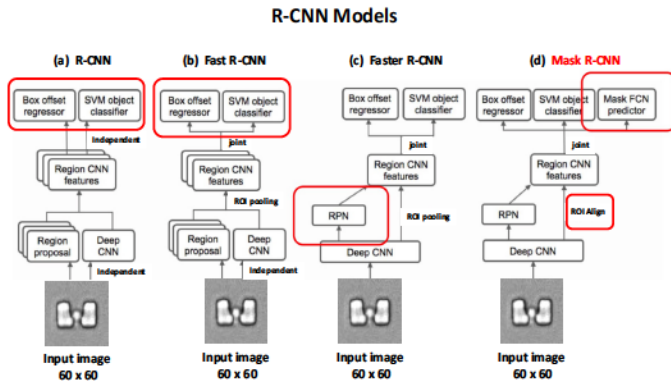 R-CNN Models
(a) R-CNN
Box offset
regressor
SVM object
classifier
Independent
Region CNN
features
Region
proposal
Deep
CNN
Independent
Input image
60 x 60
(b) Fast R-CNN
Box offset
regressor
SVM object
classifier
joint
Region CNN
features
ROI pooling
Region
proposal
Deep
CNN
Independent
Input image
60 x 60
(c) Faster R-CNN
Box offset
regressor
SVM object
classifier
joint
Region CNN
features
RPN
ROI pooling
Deep CNN
Input image
60 x 60
(d) Mask R-CNN
Box offset
regressor
SVM object
classifier
Mask FCN
predictor
joint
Region CNN
features
RPN
ROI Align
Deep CNN
Input image
60 x 60